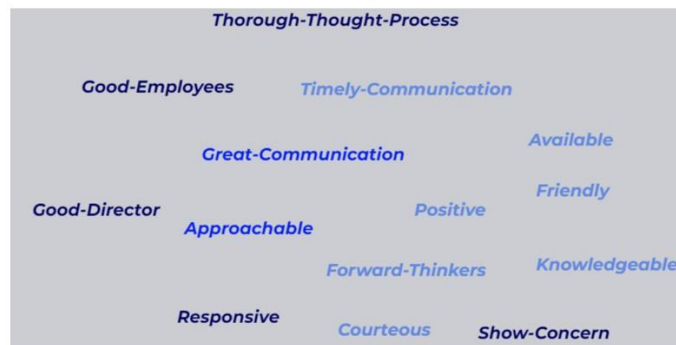 Thorough-Thought-Process
Good-Employees
Timely-Communication
Available
Great-Communication
Friendly
Good-Director
Positive
Approachable
Knowledgeable
Forward-Thinkers
Responsive
Courteous
Show-Concern